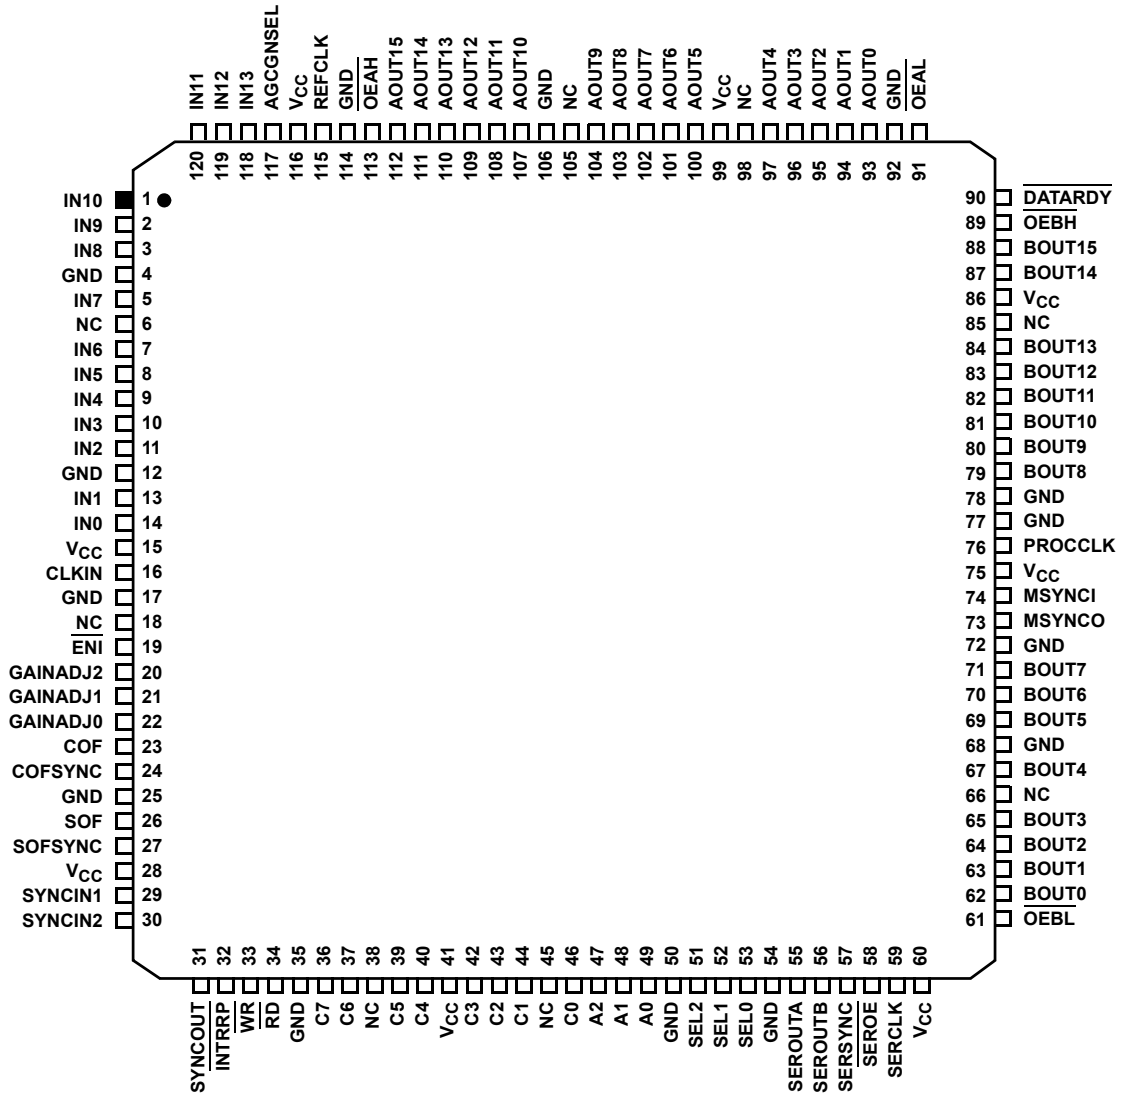 IN11 IN12 IN13 AGCGNSEL VCC REFCLK GND OEAH AOUT15 AOUT14 AOUT13 AOUT12 AOUT11 AOUT10 GND NC AOUT9 AOUT8 AOUT7 AOUT6 AOUT5 VCC NC AOUT4 AOUT3 AOUT2 AOUT1 AOUT0 GND OEAL
120 119 118 117 116 115 114 113 112 111 110 109 108 107 106 105 104 103 102 101 100 99 98 97 96 95 94 93 92 91
IN10 1 90 DATARDY
IN9 2 89 OEBH
IN8 3 88 BOUT15
GND 4 87 BOUT14
IN7 5 86 VCC
NC 6 85 NC
IN6 7 84 BOUT13
IN5 8 83 BOUT12
IN4 9 82 BOUT11
IN3 10 81 BOUT10
IN2 11 80 BOUT9
GND 12 79 BOUT8
IN1 13 78 GND
IN0 14 77 GND
VCC 15 76 PROCCLK
CLKIN 16 75 VCC
GND 17 74 MSYNCI
NC 18 73 MSYNCO
ENI 19 72 GND
GAINADJ2 20 71 BOUT7
GAINADJ1 21 70 BOUT6
GAINADJ0 22 69 BOUT5
COF 23 68 GND
COFSYNC 24 67 BOUT4
GND 25 66 NC
SOF 26 65 BOUT3
SOFSYNC 27 64 BOUT2
VCC 28 63 BOUT1
SYNCIN1 29 62 BOUT0
SYNCIN2 30 61 OEBL
31 32 33 34 35 36 37 38 39 40 41 42 43 44 45 46 47 48 49 50 51 52 53 54 55 56 57 58 59 60
SYNCOUT INTRRP WR RD GND C7 C6 NC C5 C4 VCC C3 C2 C1 NC C0 A2 A1 A0 GND SEL2 SEL1 SEL0 GND SEROUTA SEROUTB SERSYNC SEROE SERCLK VCC